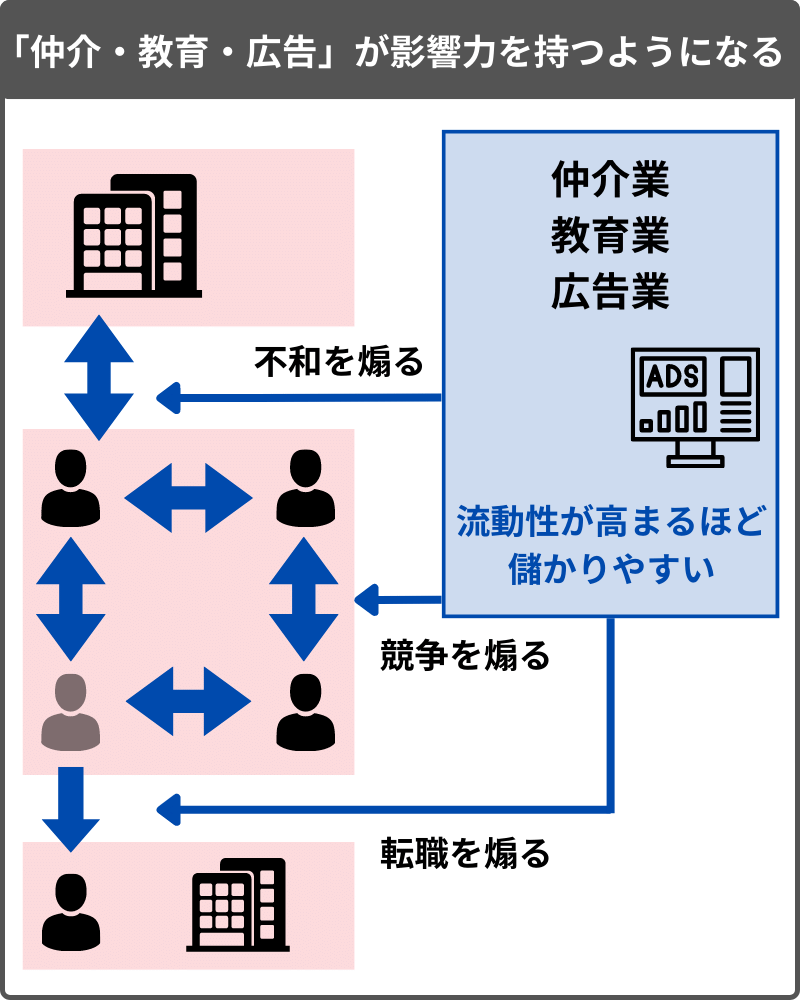 「仲介・教育・広告」が影響力を持つようになる
仲介業
教育業
広告業
不和を煽る
ADS
流動性が高まるほど
儲かりやすい
競争を煽る
転職を煽る